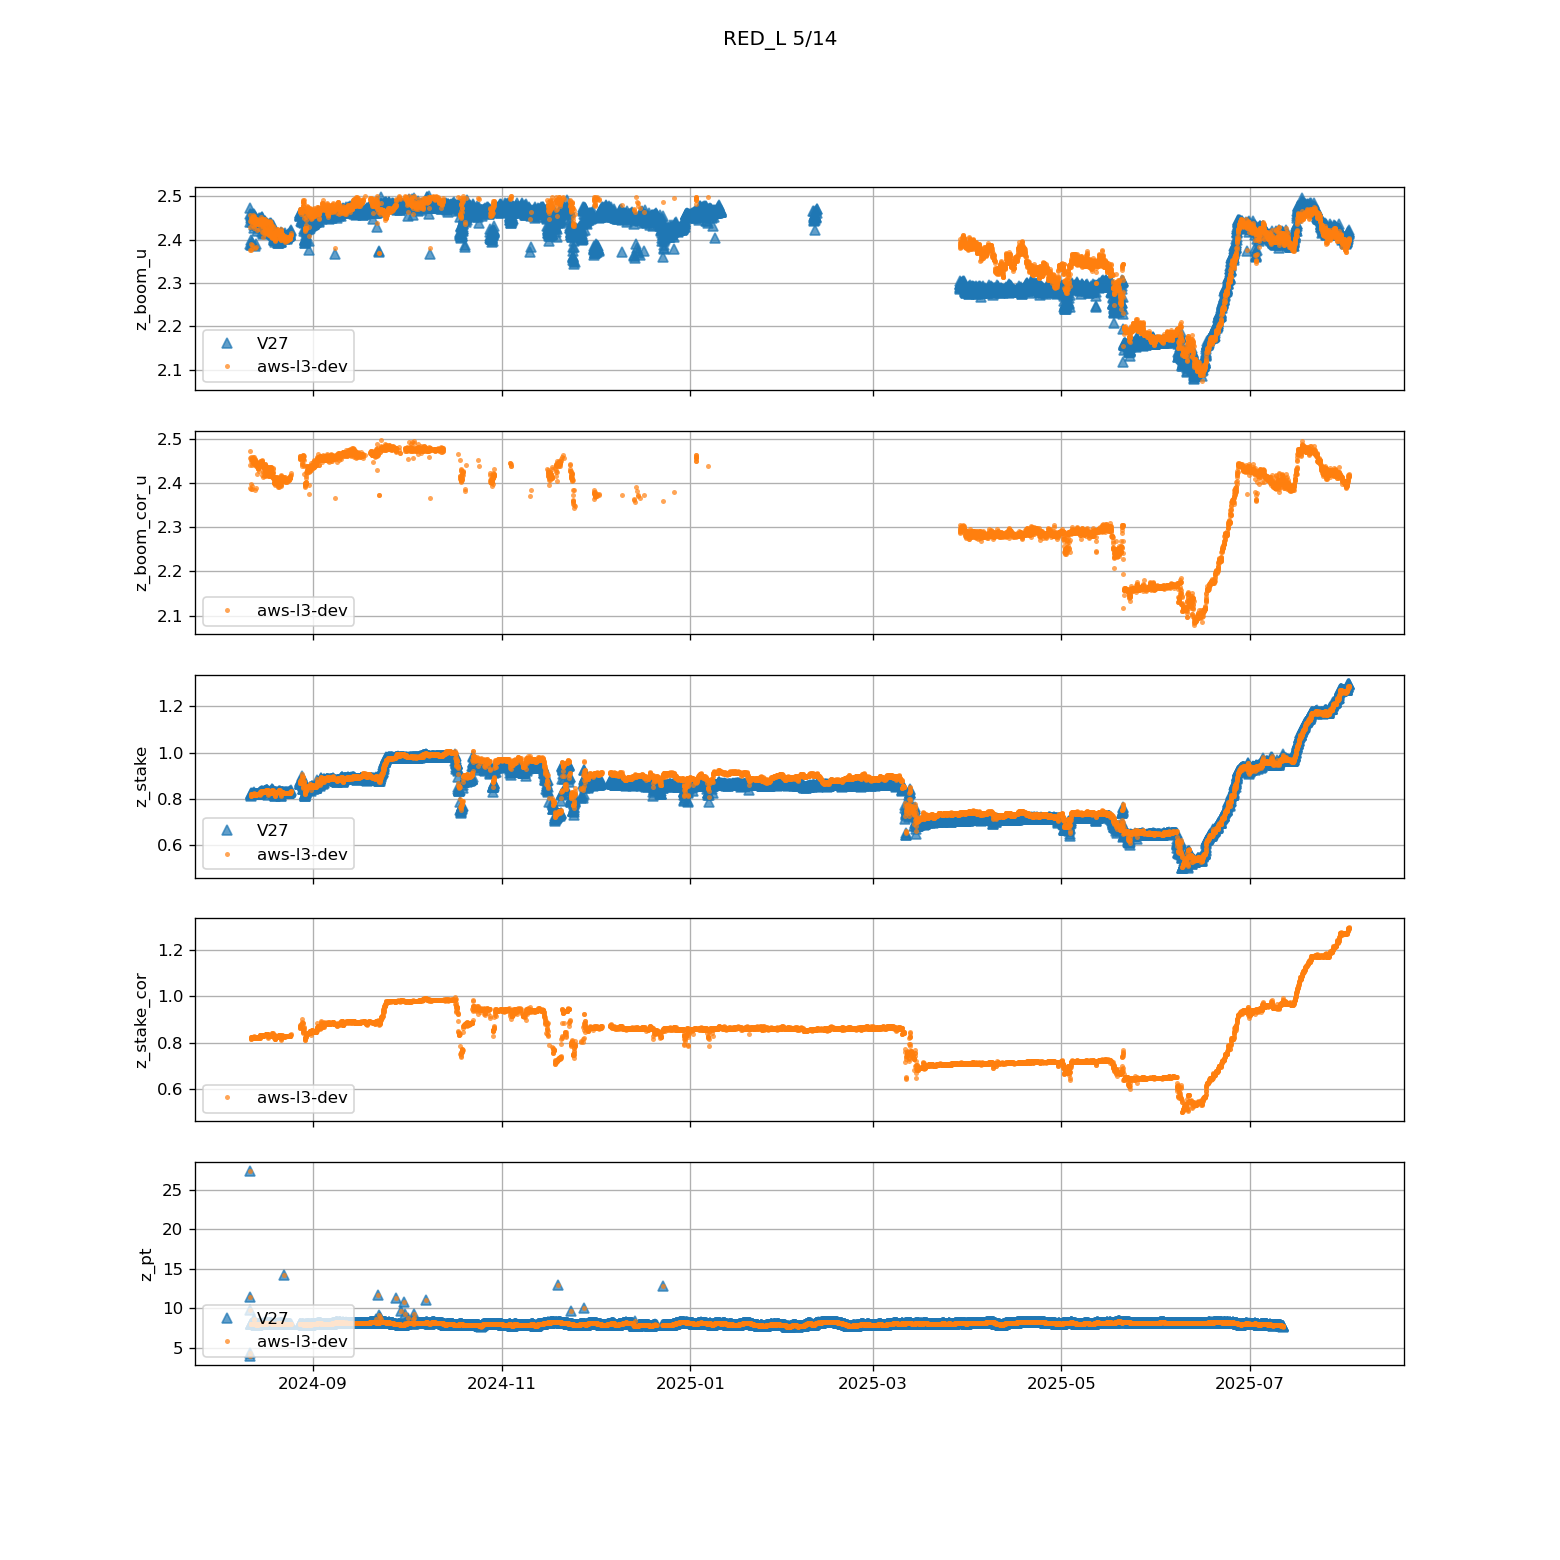 RED_L 5/14
z_boom_u
2.5
2.4
2.3
2.2
2.1
V27
aws-l3-dev
z_boom_cor_u
2.5
2.4
2.3
2.2
2.1
aws-l3-dev
z_stake
1.2
1.0
0.8
0.6
V27
aws-l3-dev
z_stake_cor
1.2
1.0
0.8
0.6
aws-l3-dev
z_pt
25
20
15
10
5
V27
aws-l3-dev
2024-09 2024-11 2025-01 2025-03 2025-05 2025-07